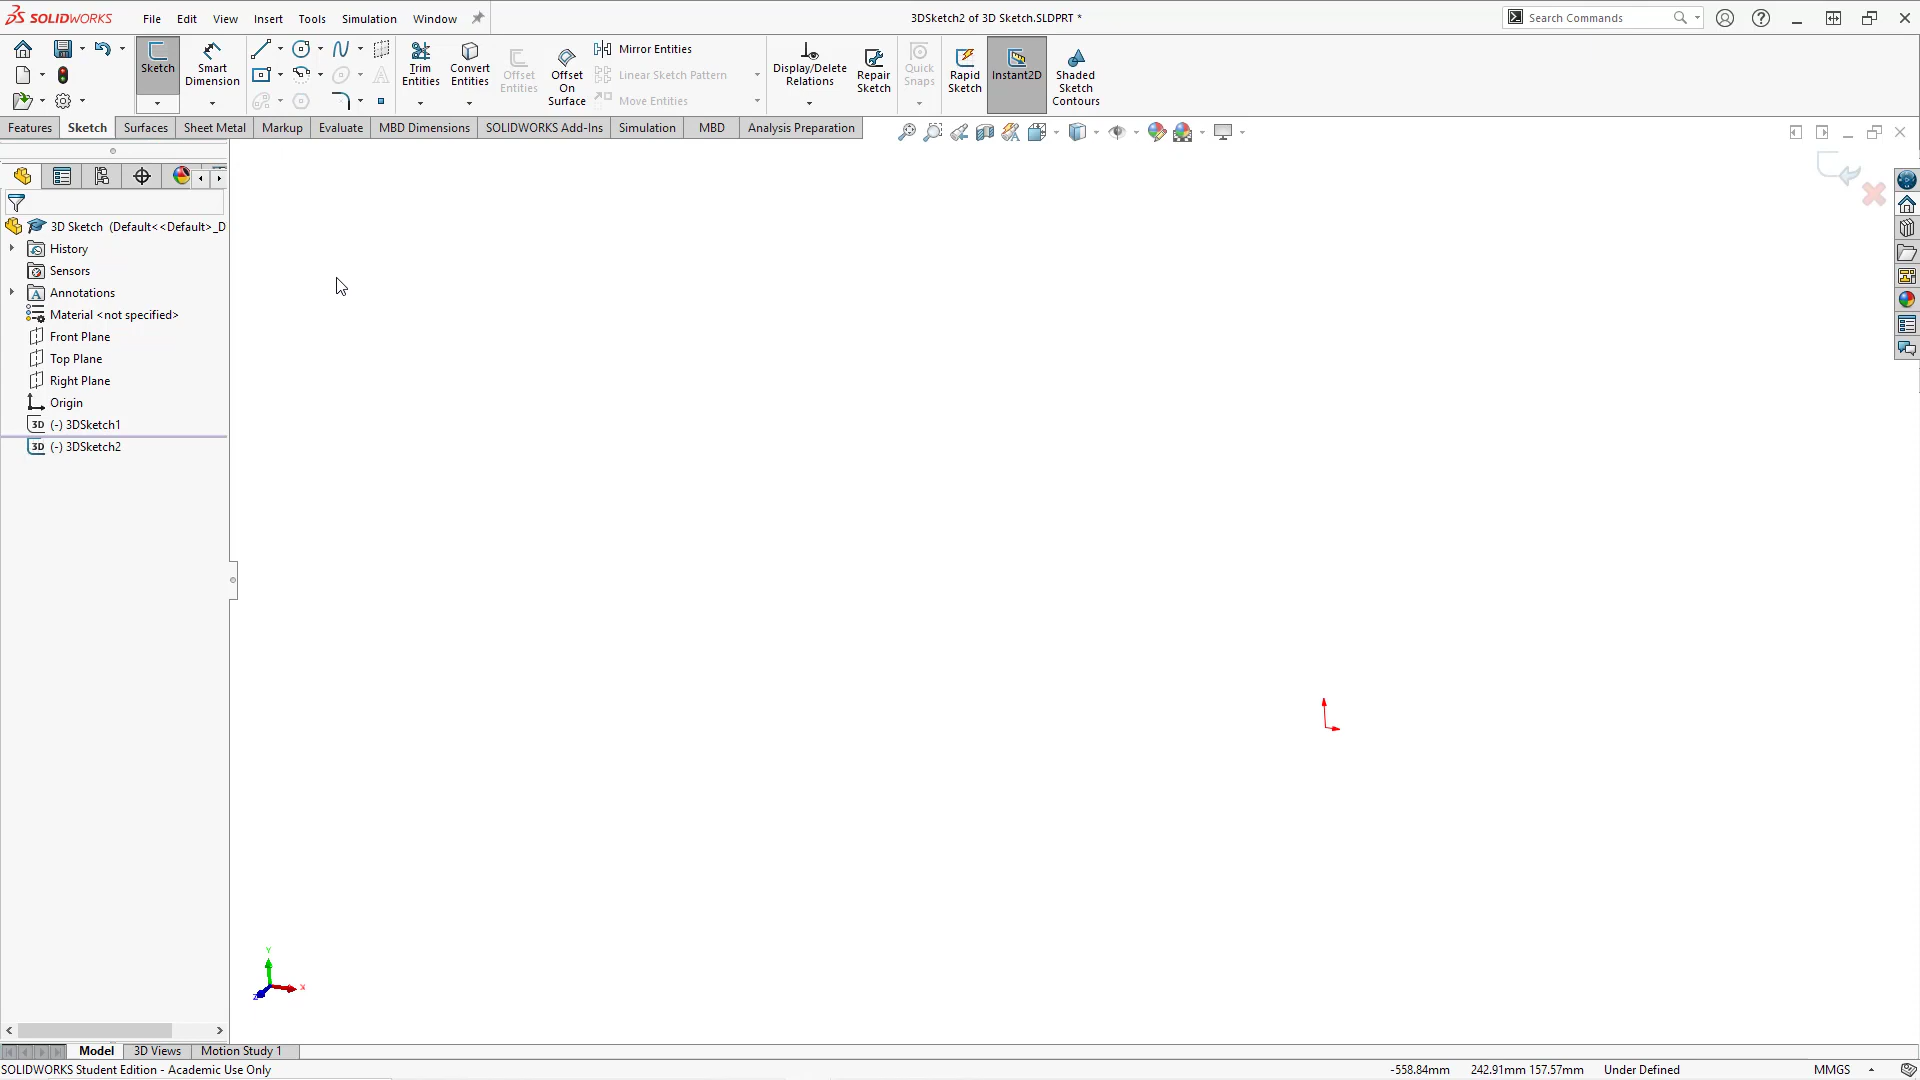 SOLIDWORKS File Edit View Insert Tools Simulation Window 3DSketch2 of 3D Sketch.SLDPRT * Search Commands
Sketch Smart Dimension Trim Entities Convert Entities Offset Entities Offset On Surface Mirror Entities Linear Sketch Pattern Move Entities Display/Delete Relations Repair Sketch Quick Snaps Rapid Sketch Instant2D Shaded Sketch Contours
Features Sketch Surfaces Sheet Metal Markup Evaluate MBD Dimensions SOLIDWORKS Add-Ins Simulation MBD Analysis Preparation
3D Sketch (Default<<Default>_D
History
Sensors
Annotations
Material <not specified>
Front Plane
Top Plane
Right Plane
Origin
3D (-) 3DSketch1
3D (-) 3DSketch2
Y
X
Z
Model 3D Views Motion Study 1
SOLIDWORKS Student Edition - Academic Use Only -558.84mm 242.91mm 157.57mm Under Defined MMGS